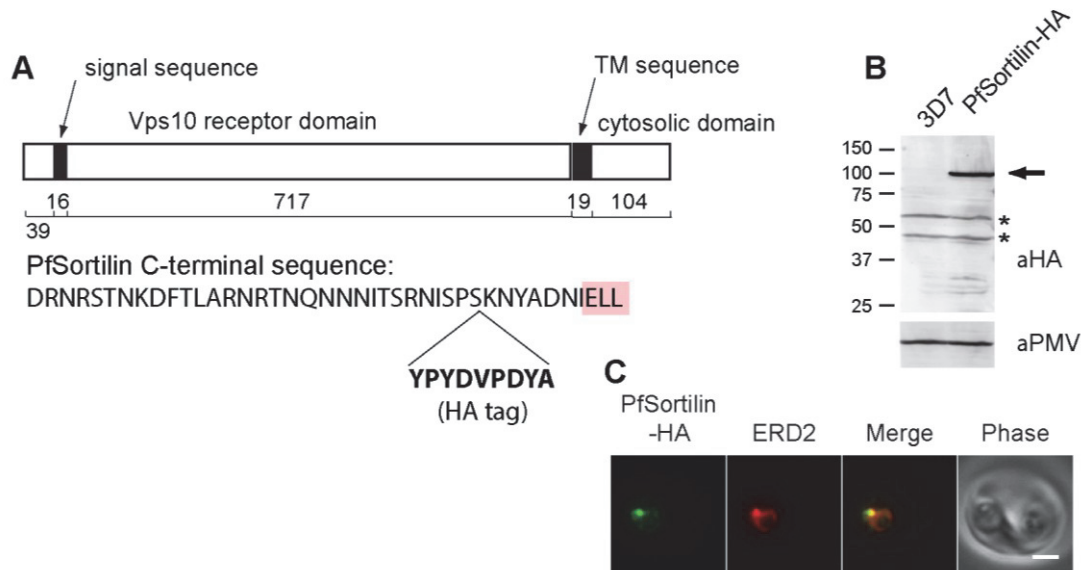 A
signal sequence
TM sequence
Vps10 receptor domain
cytosolic domain
16
717
19
104
39
PfSortilin C-terminal sequence:
DRNRSTNKDFTLARNRTNQNNNITSRNISPSKNYADNIELL
YPYDVPDYA
(HA tag)
B
3D7
PfSortilin-HA
150
100
75
50
*
*
37
aHA
25
aPMV
C
PfSortilin
-HA
ERD2
Merge
Phase